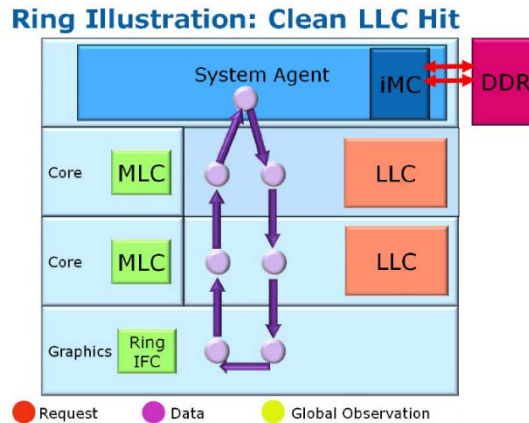 Ring Illustration: Clean LLC Hit
System Agent
iMC
DDR
Core
MLC
LLC
Core
MLC
LLC
Graphics
Ring
IFC
Request
Data
Global Observation